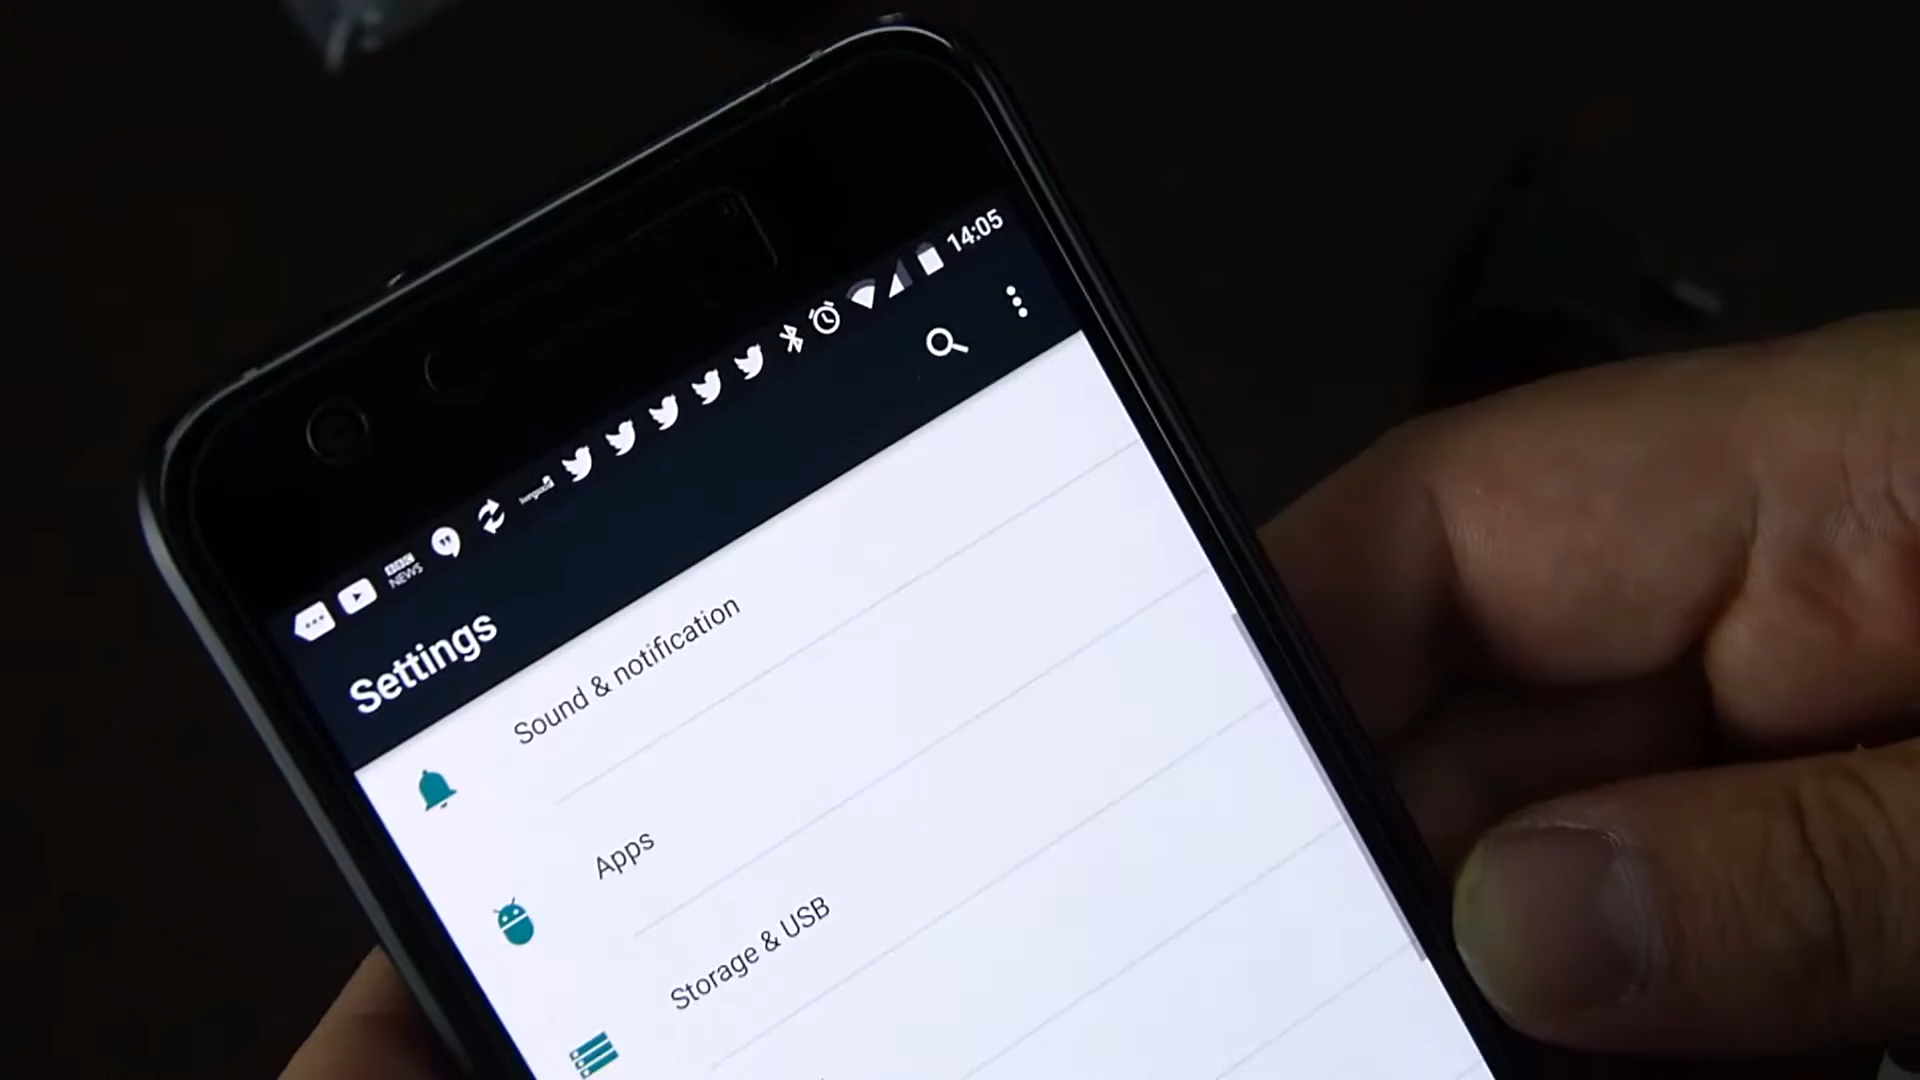 14:05
BBC
NEWS
Settings
Sound & notification
Apps
Storage & USB